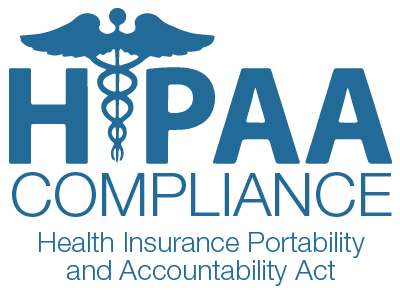 HIPAA
COMPLIANCE
Health Insurance Portability
and Accountability Act